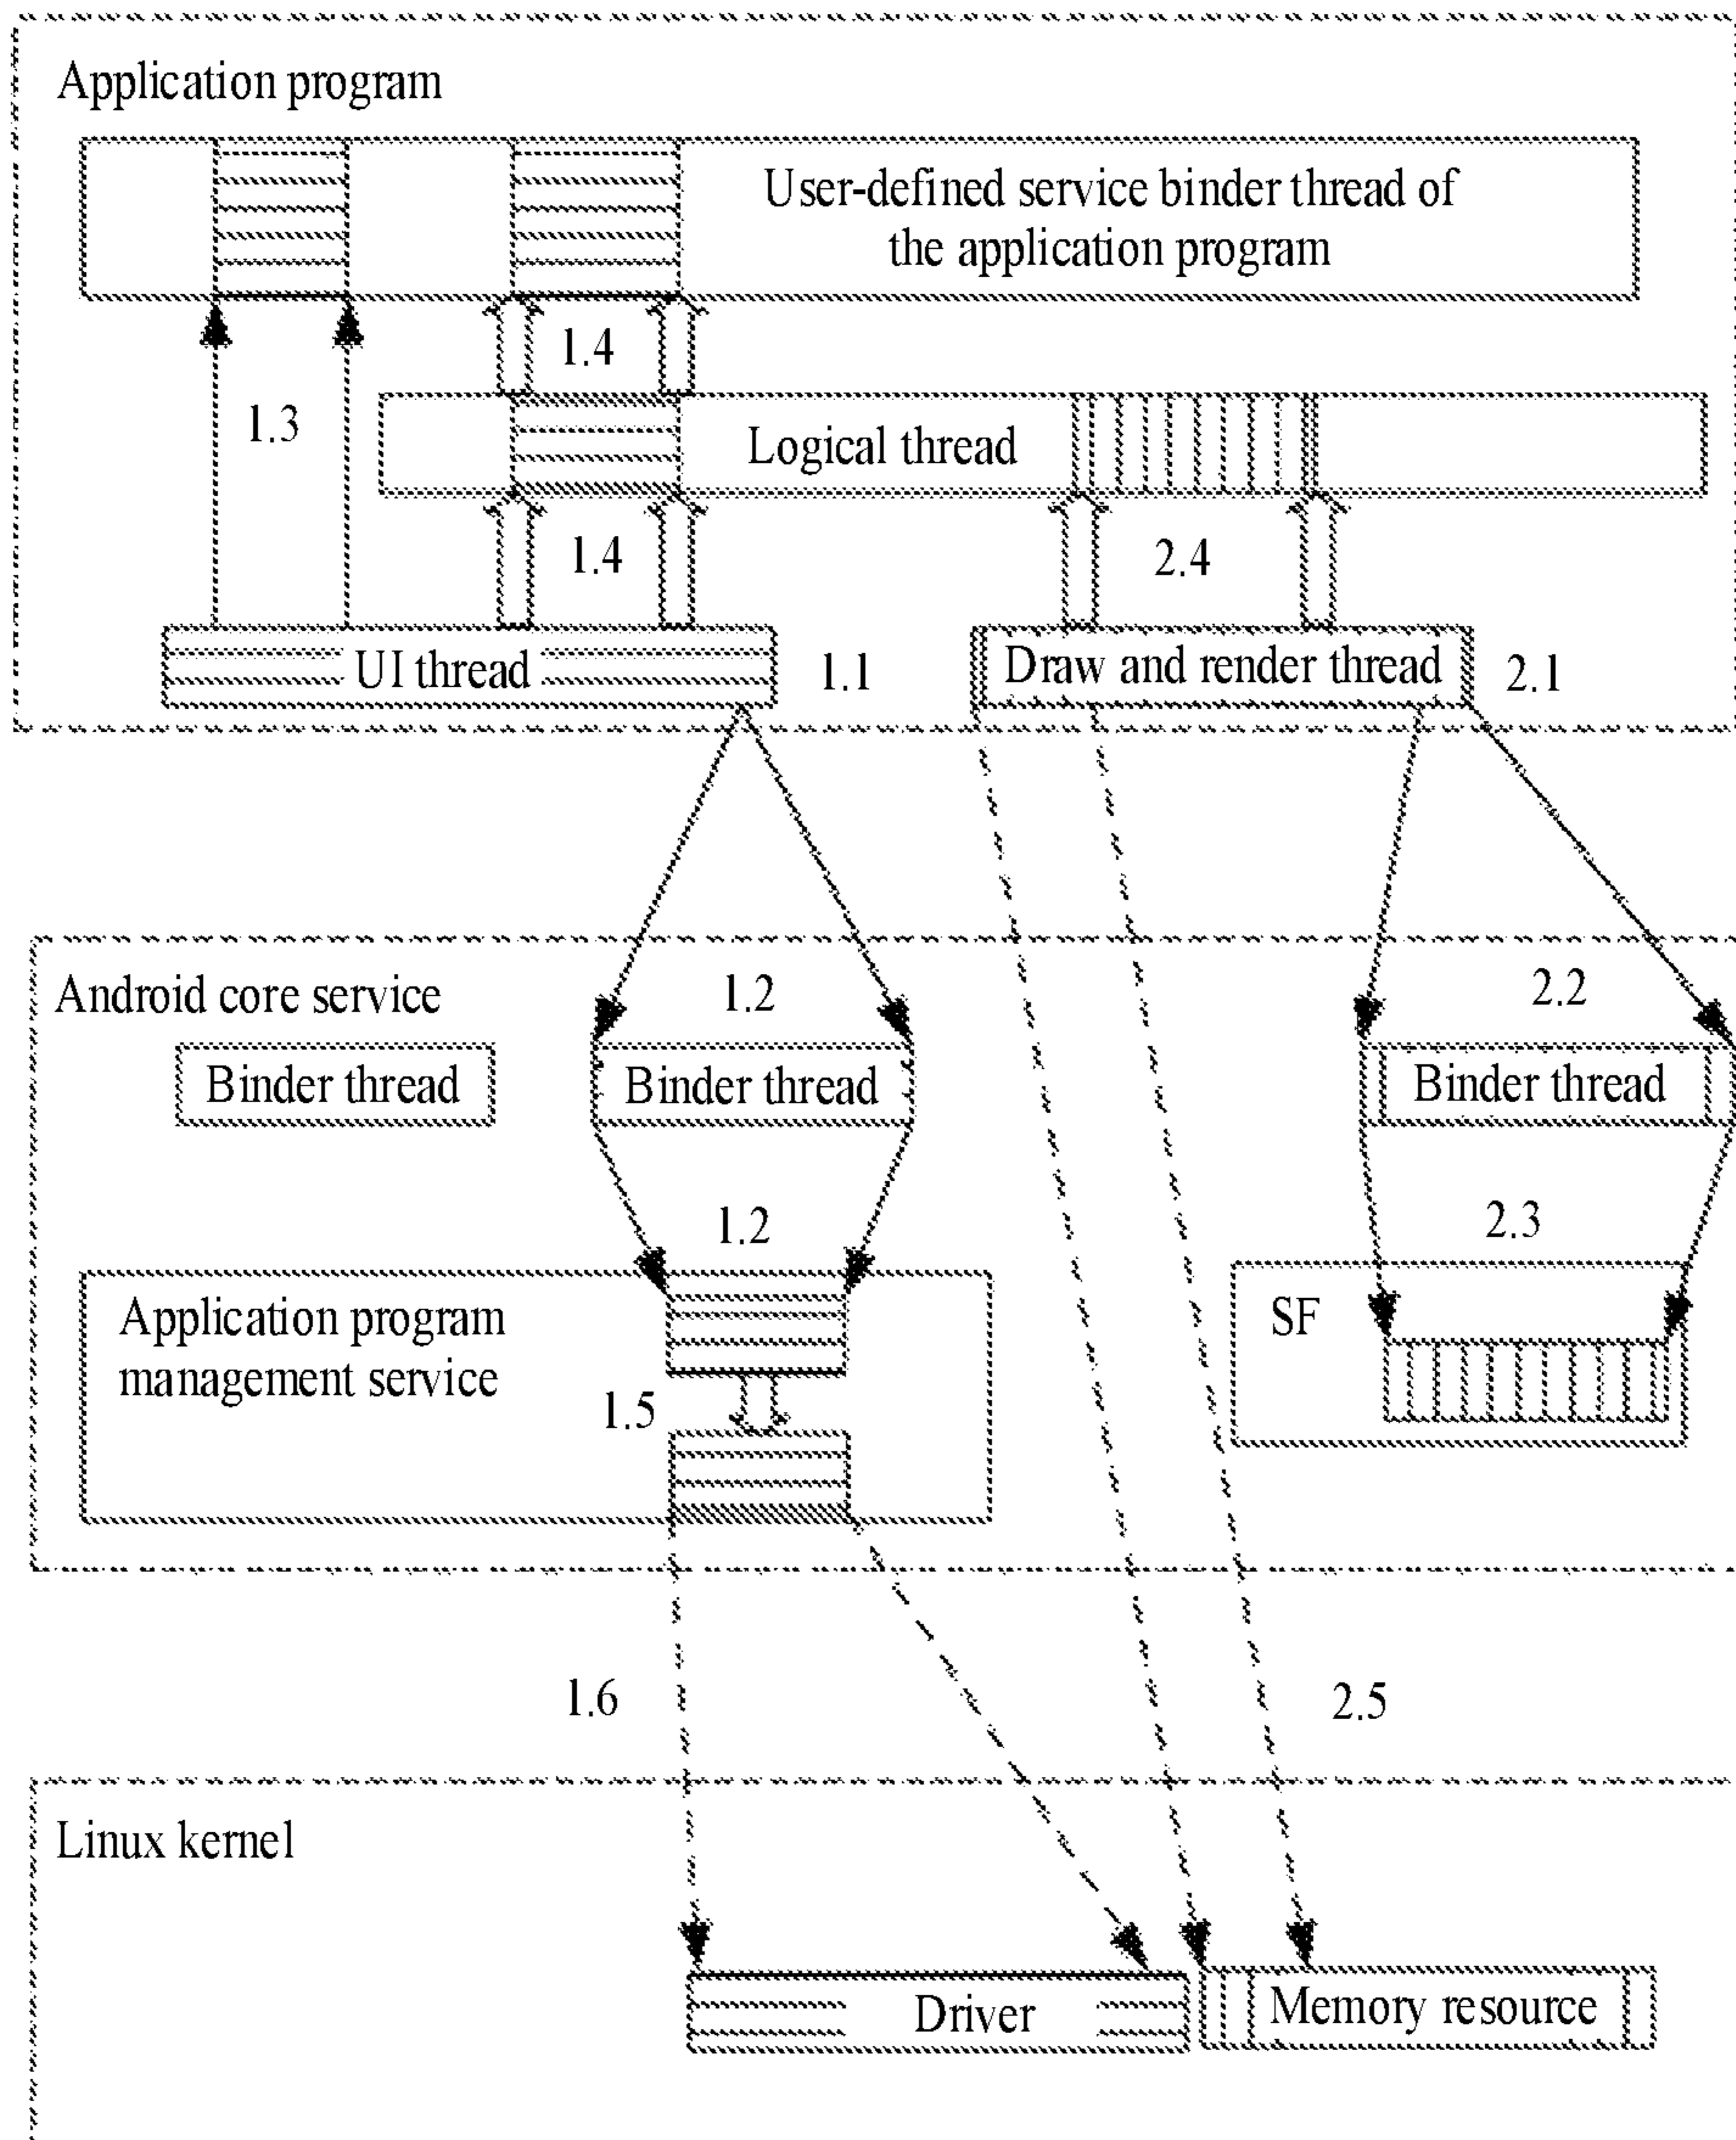 Application program
User-defined service binder thread of
the application program
1.4
1.3
Logical thread
1.4
2.4
UI thread
1.1
Draw and render thread
2.1
Android core service
1.2
2.2
Binder thread
Binder thread
Binder thread
1.2
2.3
Application program
management service
SF
1.5
1.6
2.5
Linux kernel
Driver
Memory resource